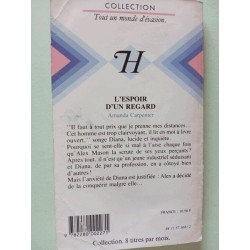 COLLECTION
Tout un monde d'évasion.
H
L'ESPOIR
D'UN REGARD
Amanda Carpenter
"Il faut à tout prix que je prenne mes distances...
Cet homme est trop clairvoyant, il lit en moi à livre
ouvert," songe Diana, lucide et inquiète.
Pourquoi se sent-elle si mal à l'aise chaque fois
qu'Alex Mason la scrute de ses yeux perçants?
Après tout, il n'est qu'un jeune industriel séduisant
et Diana, de par sa profession, en a côtoyé bien
d'autres!
Mais l'anxiété de Diana est justifiée: Alex a décidé
de la conquérir malgré elle...
FRANCE
Collection. 8 titres par mois.